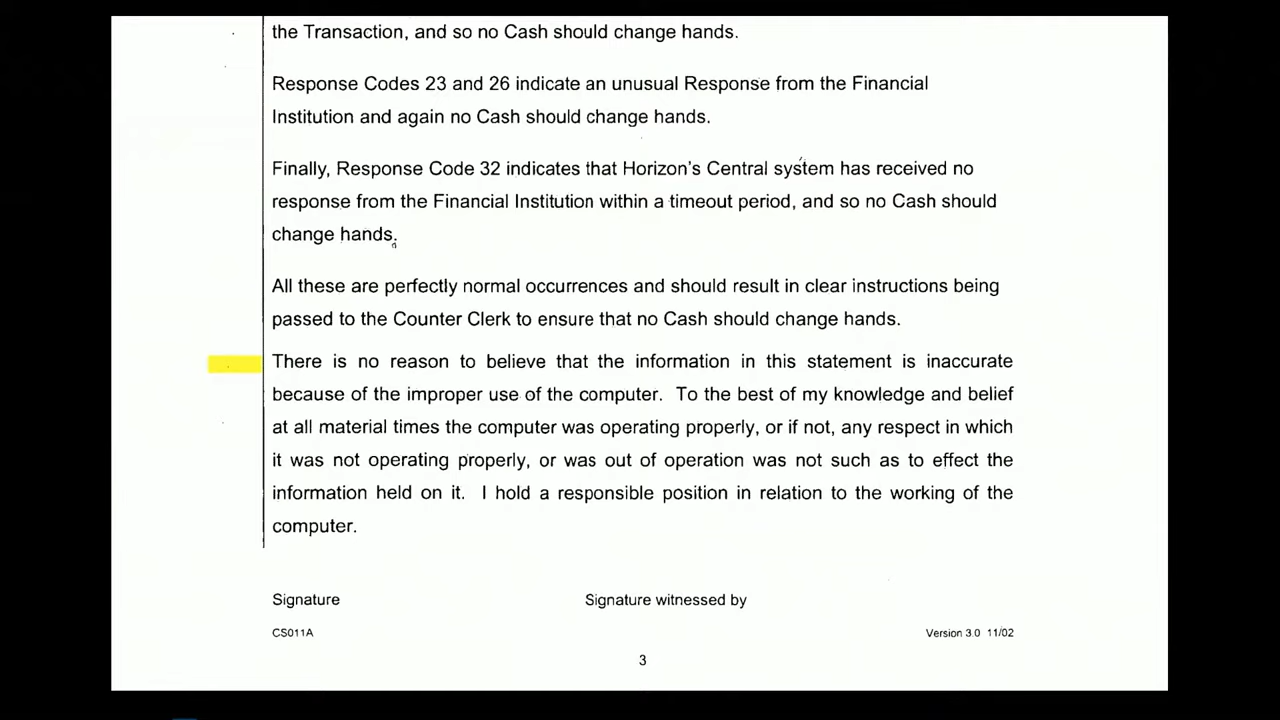 the Transaction, and so no Cash should change hands.
Response Codes 23 and 26 indicate an unusual Response from the Financial
Institution and again no Cash should change hands.
Finally, Response Code 32 indicates that Horizon's Central system has received no
response from the Financial Institution within a timeout period, and so no Cash should
change hands.
All these are perfectly normal occurrences and should result in clear instructions being
passed to the Counter Clerk to ensure that no Cash should change hands.
There is no reason to believe that the information in this statement is inaccurate
because of the improper use of the computer. To the best of my knowledge and belief
at all material times the computer was operating properly, or if not, any respect in which
it was not operating properly, or was out of operation was not such as to effect the
information held on it. I hold a responsible position in relation to the working of the
computer.
Signature Signature witnessed by
CS011A Version 3.0 11/02
3